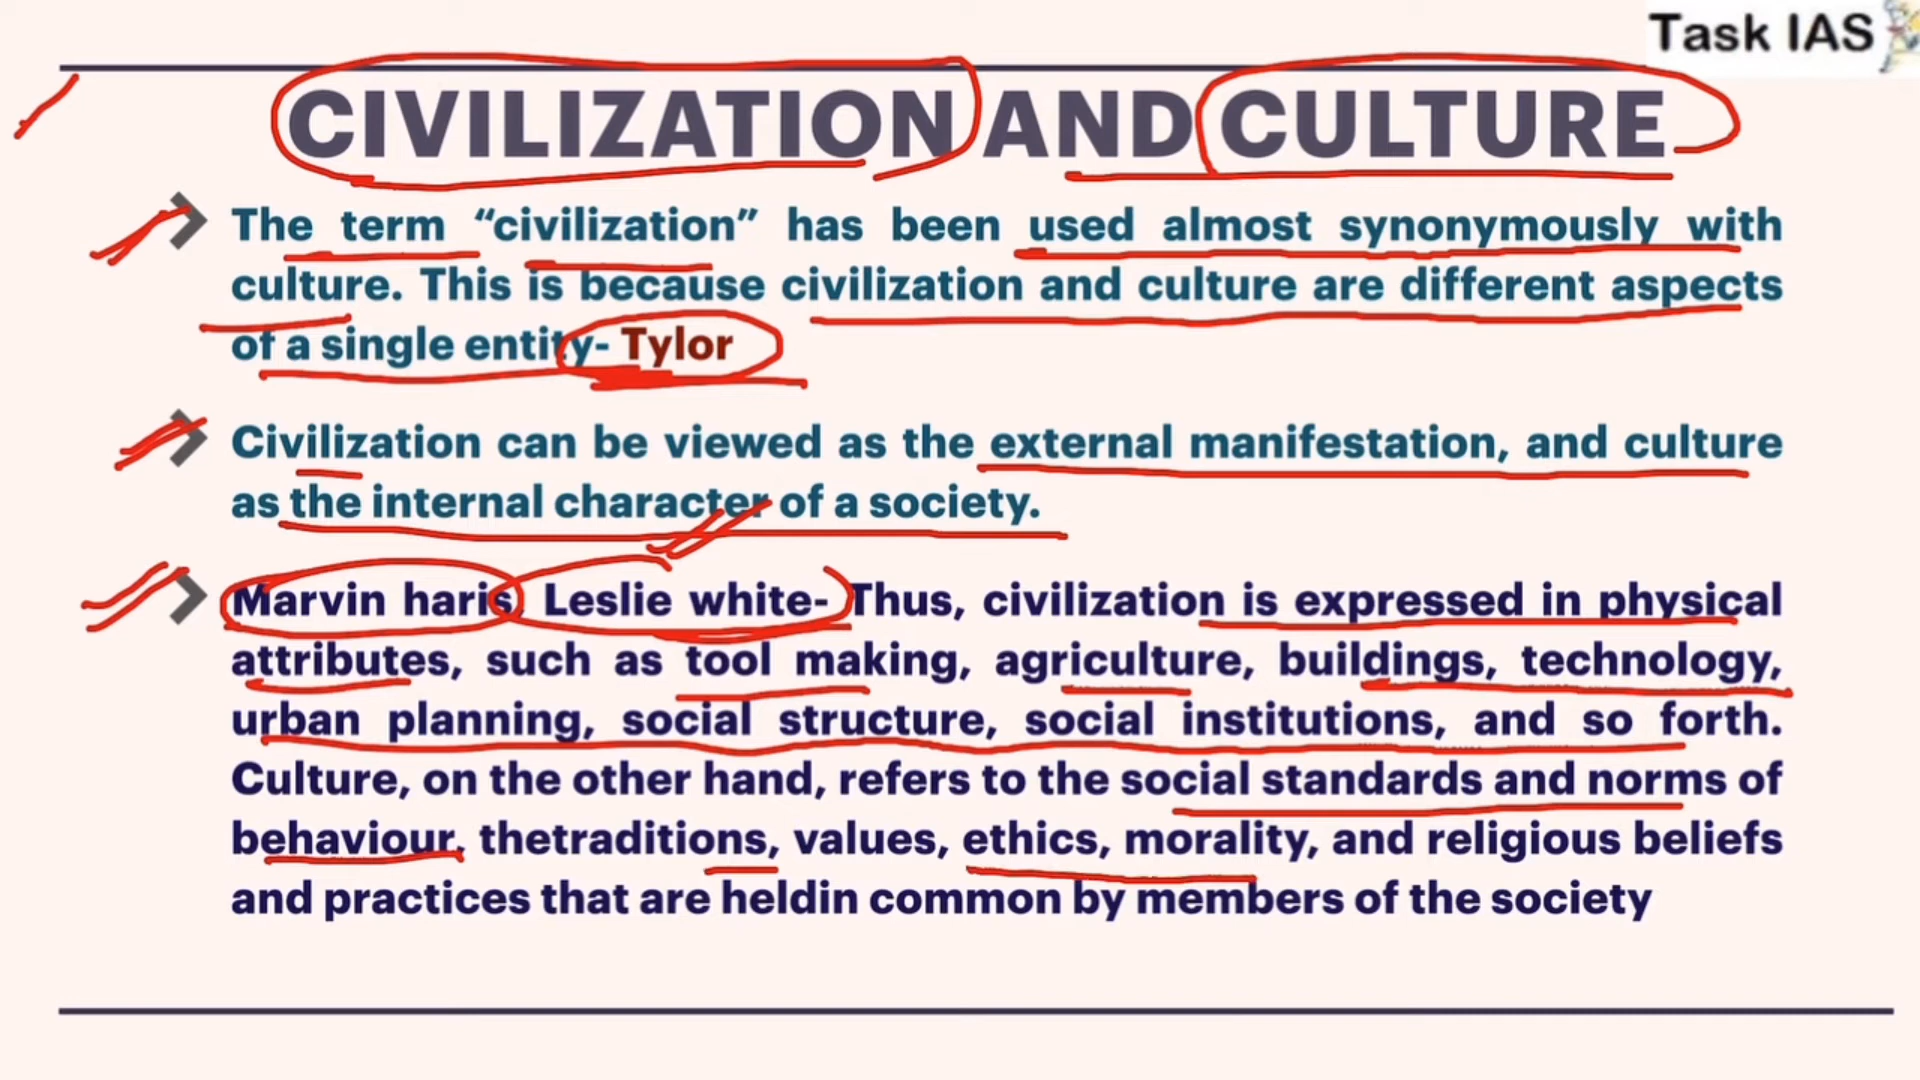 Task IAS
CIVILIZATION AND CULTURE
The term “civilization” has been used almost synonymously with
culture. This is because civilization and culture are different aspects
of a single entity- Tylor
Civilization can be viewed as the external manifestation, and culture
as the internal character of a society.
Marvin haris, Leslie white- Thus, civilization is expressed in physical
attributes, such as tool making, agriculture, buildings, technology,
urban planning, social structure, social institutions, and so forth.
Culture, on the other hand, refers to the social standards and norms of
behaviour, thetraditions, values, ethics, morality, and religious beliefs
and practices that are heldin common by members of the society